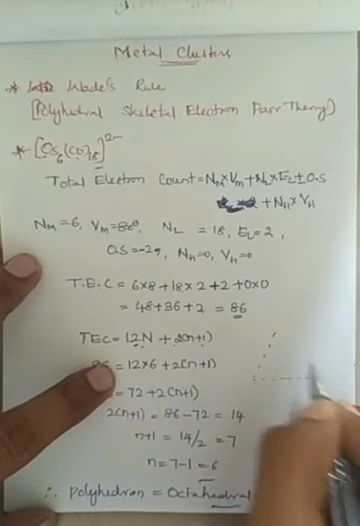 Metal Clusters
* Wade's Rule
(Polyhedral Skeletal Electron Pair Theory)
* [Os6(CO)18]2-
Total Electron Count = NM×VM + NL×EL ± O.S
+ NH×VH
NM=6, VM=8e⊖, NL = 18, EL=2,
O.S=-2, NH=0, VH=0
T.E.C = 6×8+18×2+2+0×0
= 48+36+2 = 86
TEC = 12N + 2(n+1)
86 = 12×6 + 2(n+1)
= 72 + 2(n+1)
2(n+1) = 86-72 = 14
n+1 = 14/2 = 7
n = 7-1 = 6
∴ Polyhedron = Octahedral